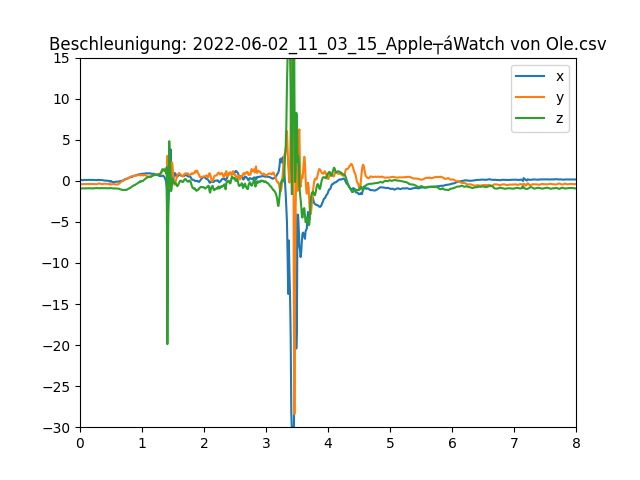 Beschleunigung: 2022-06-02_11_03_15_Apple┬áWatch von Ole.csv
15
10
5
0
−5
−10
−15
−20
−25
−30
0 1 2 3 4 5 6 7 8
x
y
z